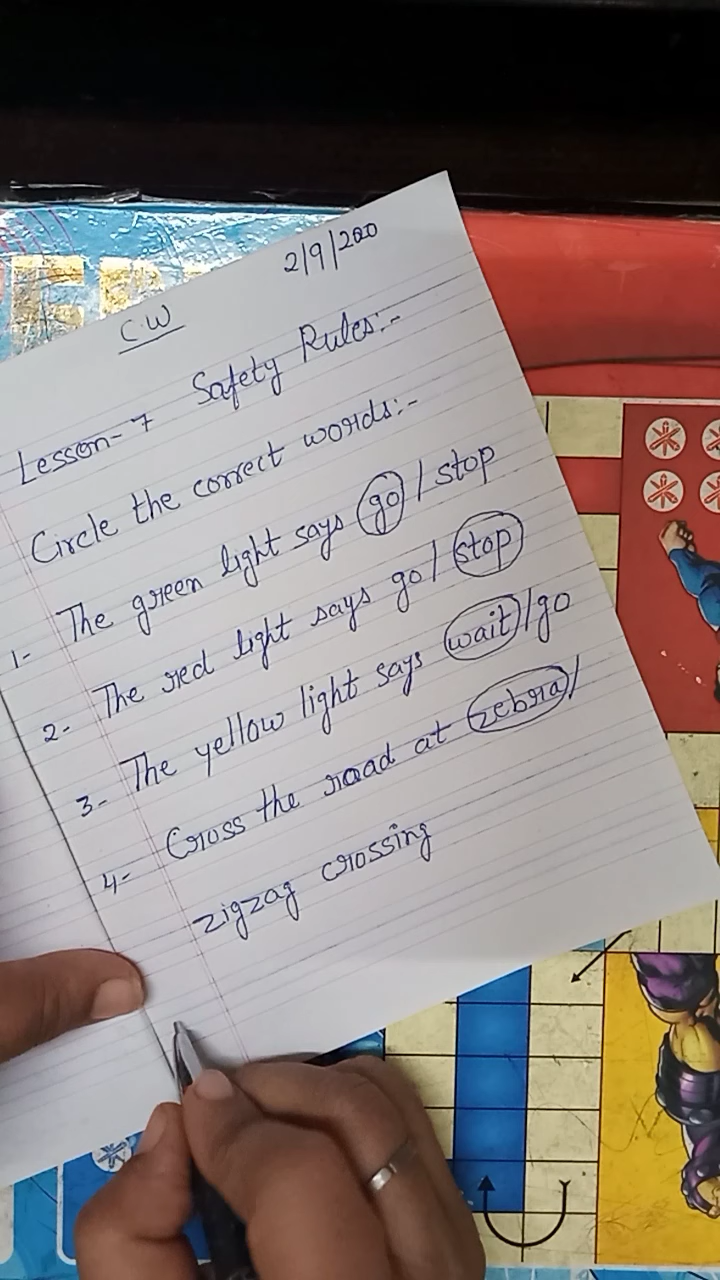 2/9/2020
C.W
Lesson-7 Safety Rules:-
Circle the correct words:-
1- The green light says go / stop
2- The red light says go / stop
3- The yellow light says wait / go
4- Cross the road at zebra /
zigzag crossing